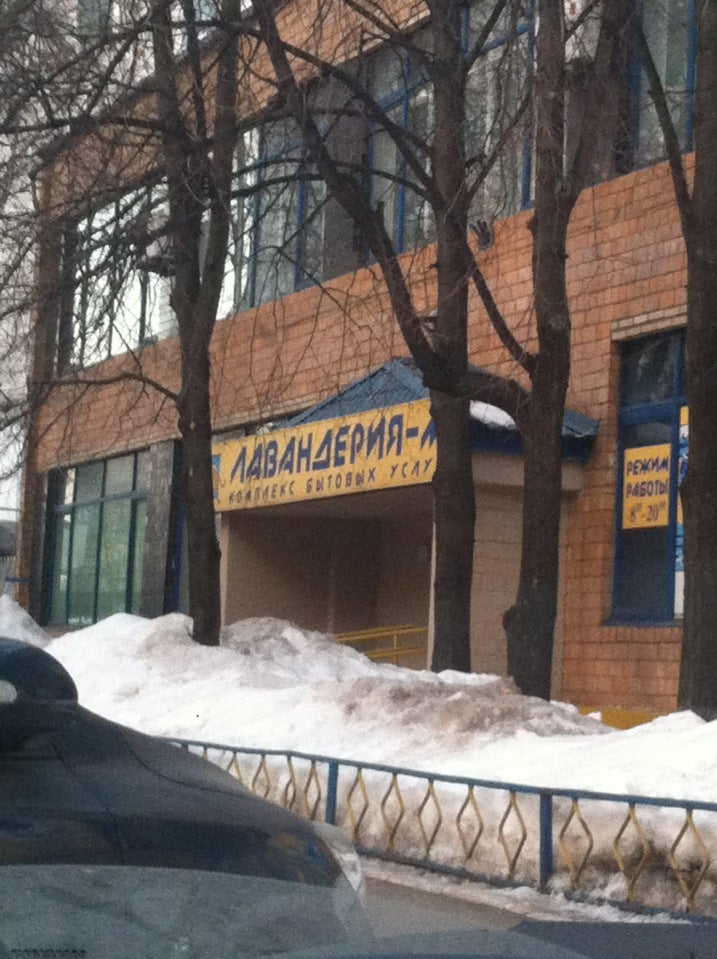 ЛАВАНДЕРИЯ-
КОМПЛЕКС БЫТОВЫХ УСЛУ
РЕЖИМ
РАБОТЫ
8⁰⁰-20⁰⁰